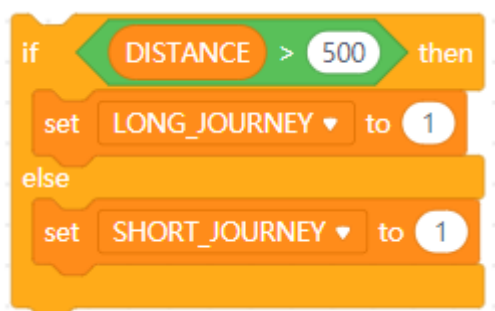 if DISTANCE > 500 then
set LONG_JOURNEY to 1
else
set SHORT_JOURNEY to 1